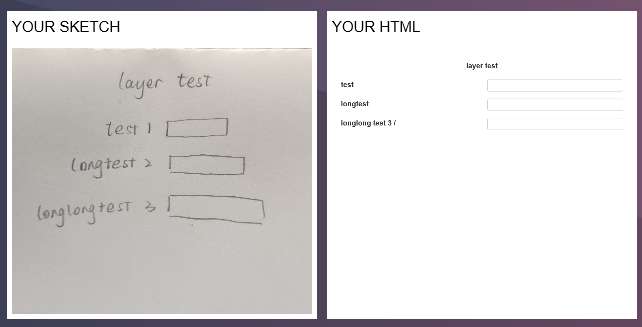 YOUR SKETCH
layer test
test 1
longtest 2
longlongtest 3
YOUR HTML
layer test
test
longtest
longlong test 3 /